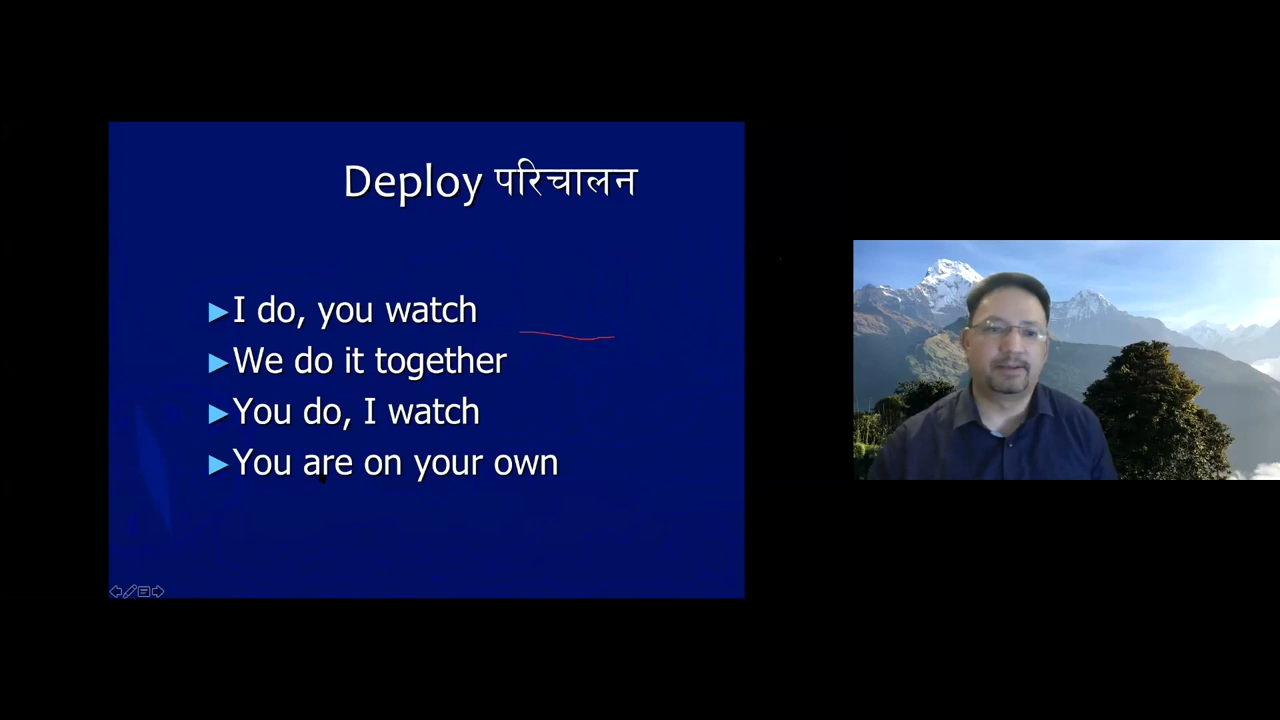 Deploy परिचालन
I do, you watch
We do it together
You do, I watch
You are on your own